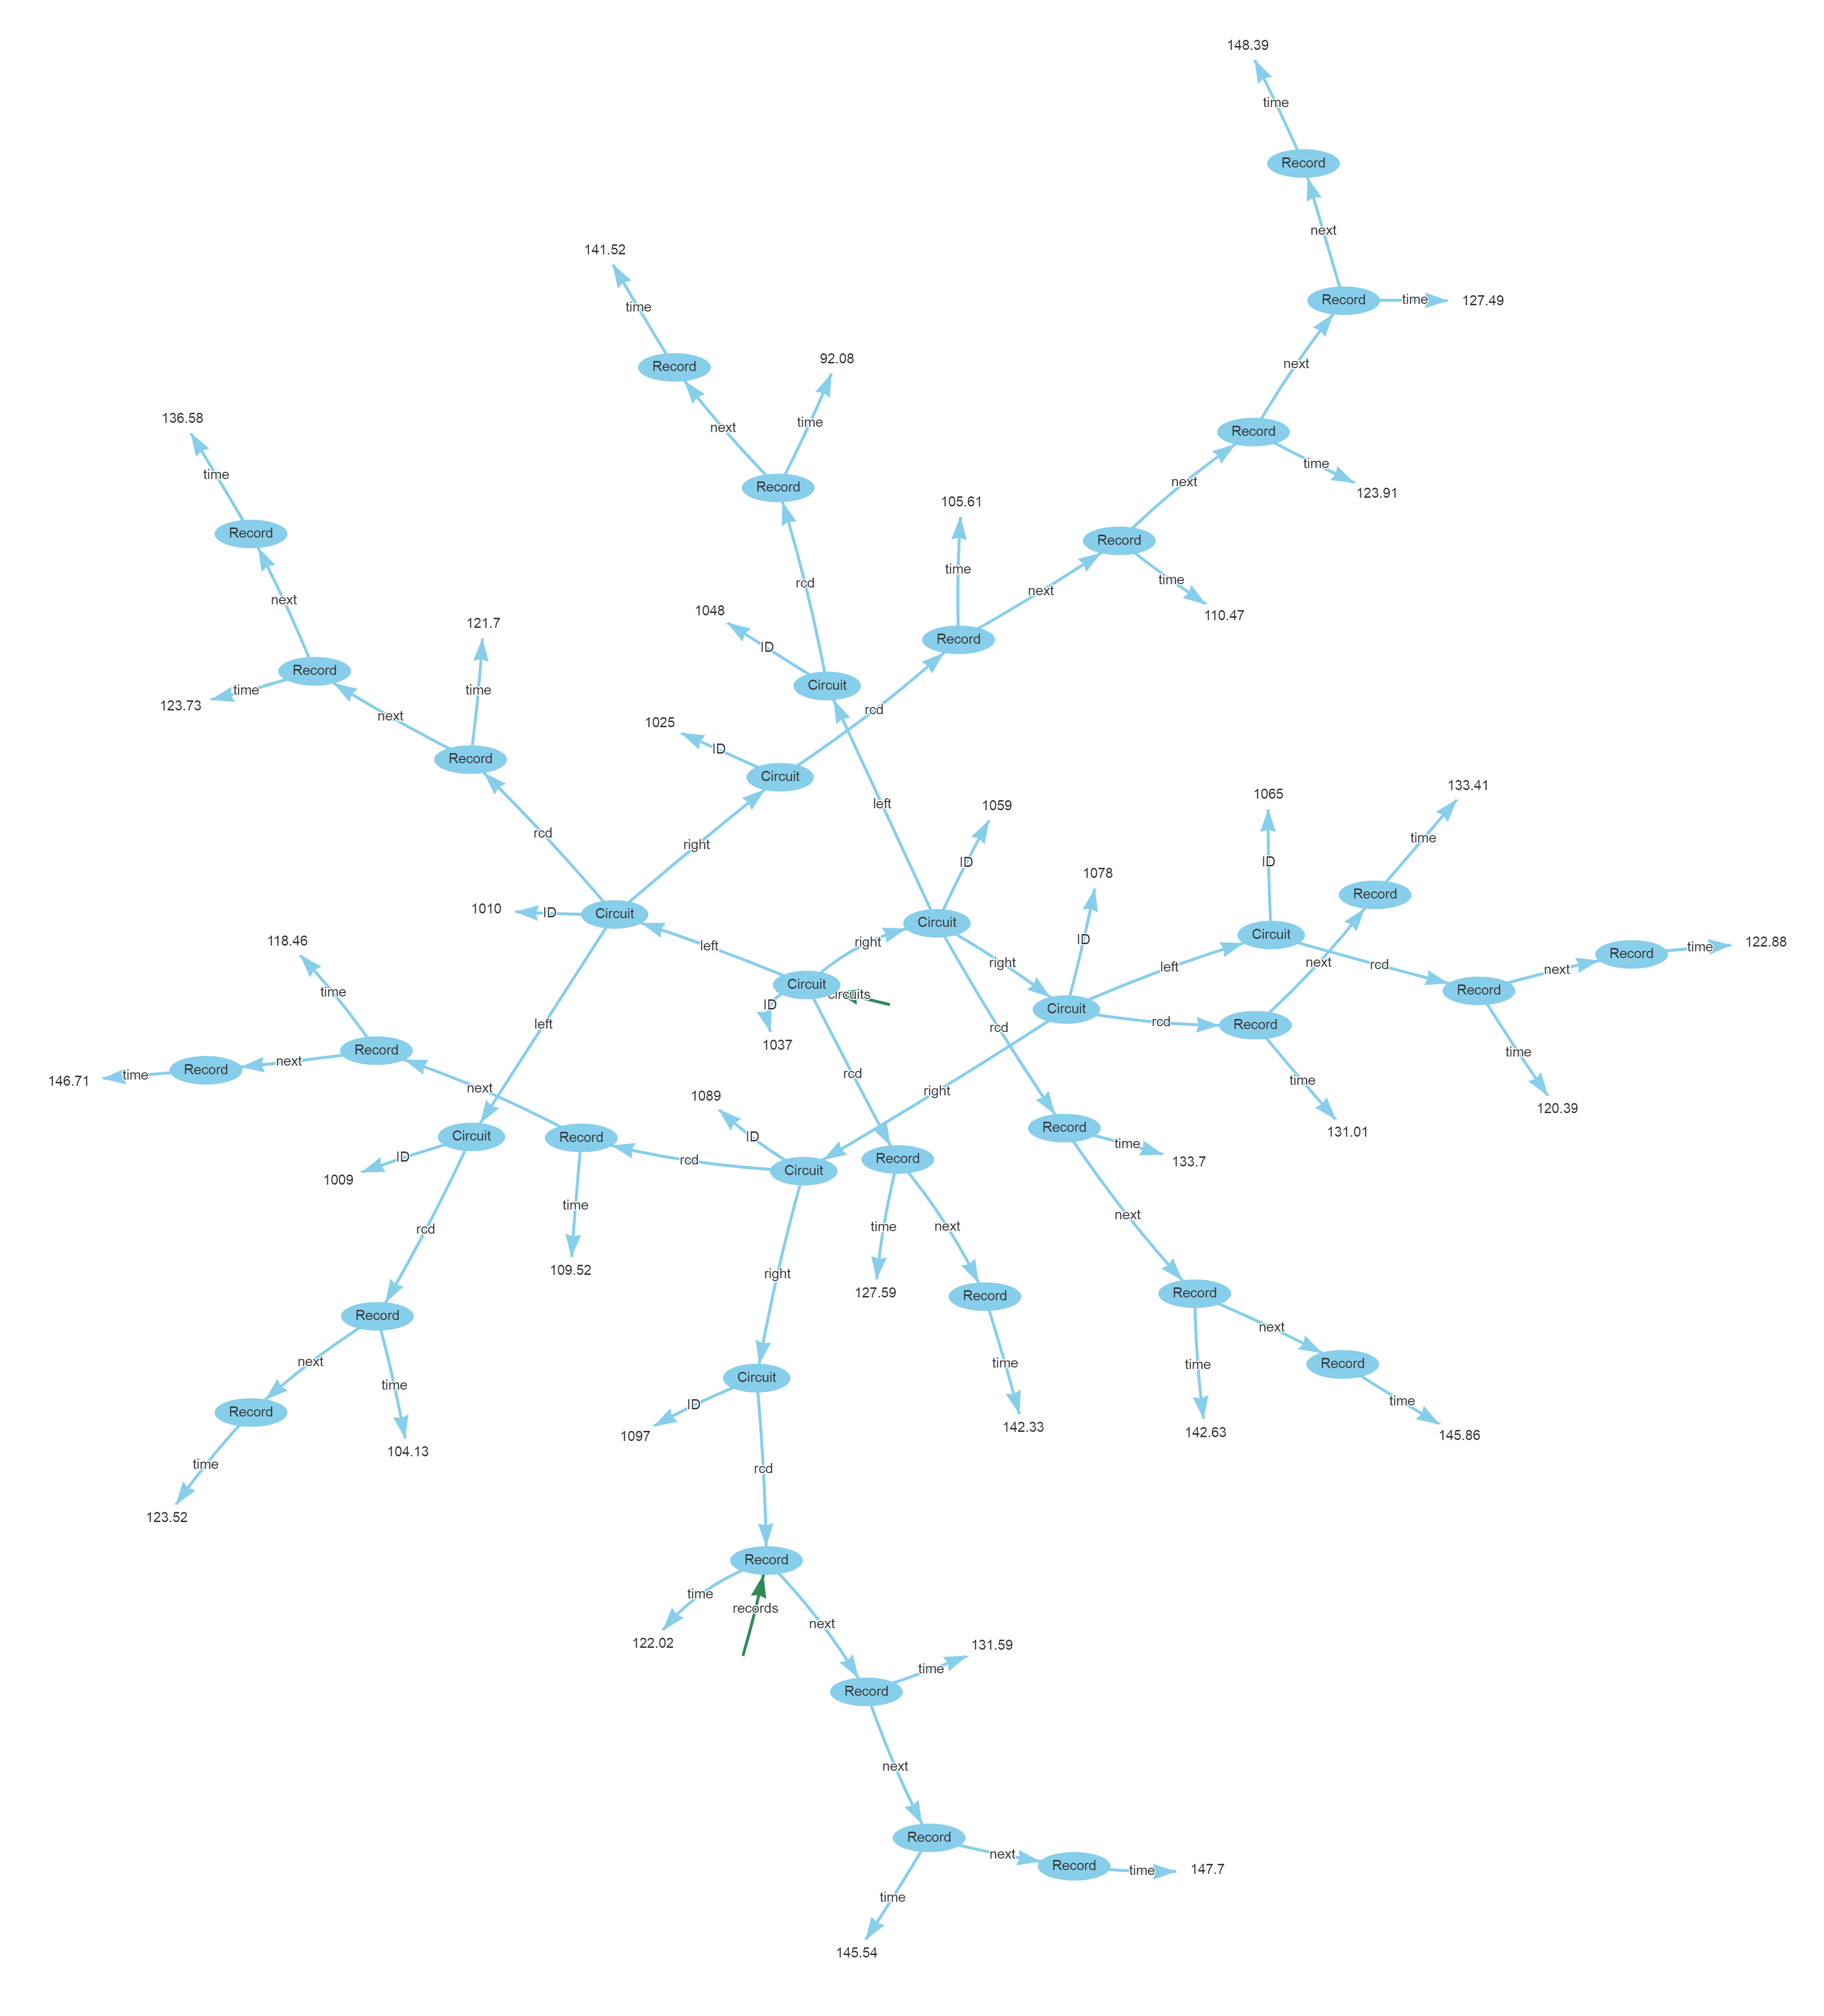 148.39
time
Record
next
Record
time
127.49
141.52
time
Record
next
92.08
time
Record
next
Record
time
123.91
136.58
time
Record
next
Record
time
123.73
next
121.7
time
Record
rcd
105.61
time
Record
next
Record
time
110.47
next
1048
ID
rcd
Circuit
1025
ID
Circuit
rcd
right
left
1059
ID
Circuit
1010
ID
Circuit
left
right
Circuit
circuits
ID
1037
right
1078
ID
Circuit
left
1065
ID
Circuit
rcd
133.41
time
Record
next
Record
rcd
time
131.01
Record
next
Record
time
122.88
time
120.39
118.46
time
Record
next
Record
time
146.71
next
left
Circuit
ID
1009
Record
time
109.52
rcd
1089
ID
Circuit
right
rcd
Record
time
127.59
next
Record
time
142.33
rcd
Record
time
133.7
next
Record
time
142.63
next
Record
time
145.86
rcd
Record
next
Record
time
123.52
time
104.13
right
Circuit
ID
1097
rcd
Record
time
122.02
records
next
Record
time
131.59
next
Record
next
Record
time
147.7
time
145.54